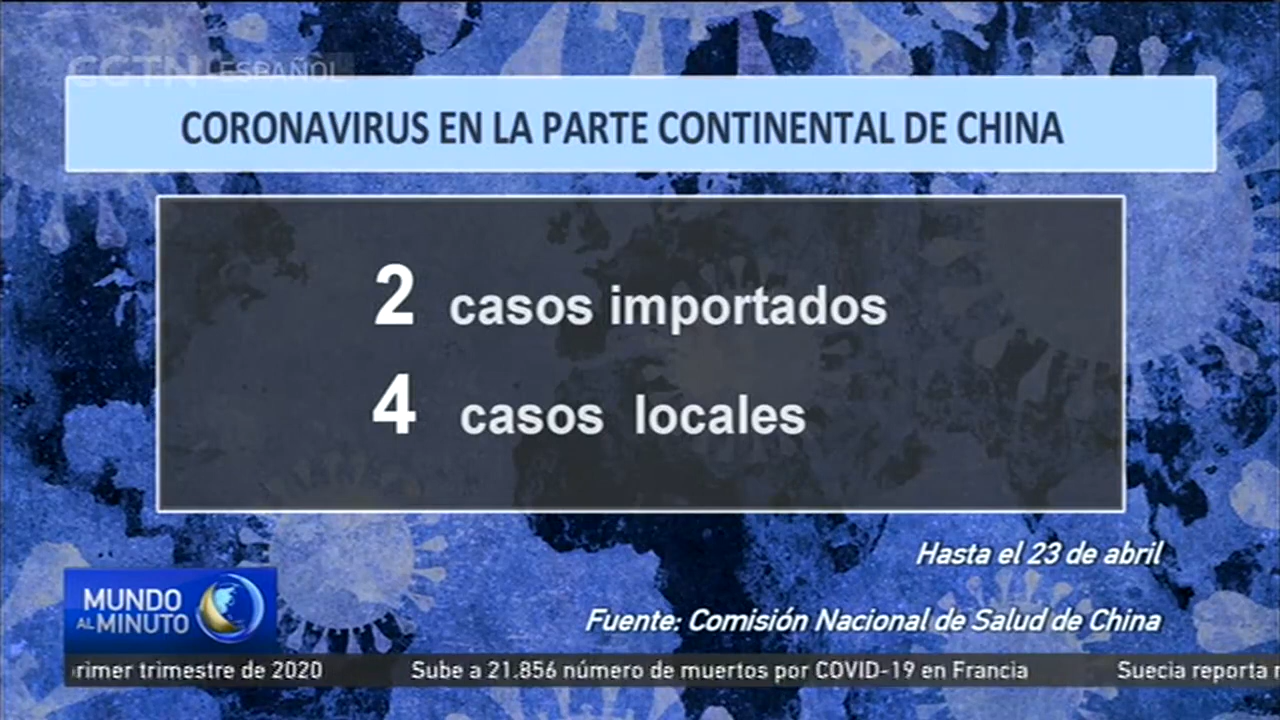 CGTN ESPAÑOL
CORONAVIRUS EN LA PARTE CONTINENTAL DE CHINA
2 casos importados
4 casos locales
Hasta el 23 de abril
Fuente: Comisión Nacional de Salud de China
MUNDO
AL MINUTO
trimestre de 2020 Sube a 21.856 número de muertos por COVID-19 en Francia Suecia reporta